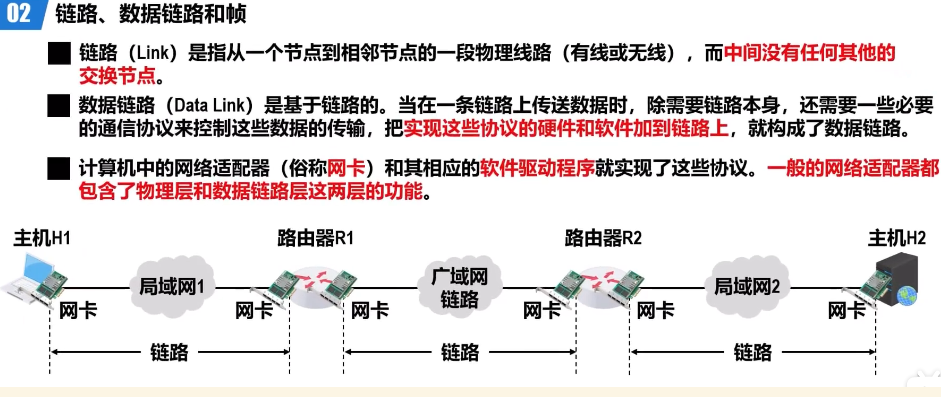 02 链路、数据链路和帧
链路（Link）是指从一个节点到相邻节点的一段物理线路（有线或无线），而中间没有任何其他的
交换节点。
数据链路（Data Link）是基于链路的。当在一条链路上传送数据时，除需要链路本身，还需要一些必要
的通信协议来控制这些数据的传输，把实现这些协议的硬件和软件加到链路上，就构成了数据链路。
计算机中的网络适配器（俗称网卡）和其相应的软件驱动程序就实现了这些协议。一般的网络适配器都
包含了物理层和数据链路层这两层的功能。
主机H1 路由器R1 路由器R2 主机H2
局域网1 广域网 局域网2
链路
网卡 网卡 网卡 网卡 网卡 网卡
链路 链路 链路